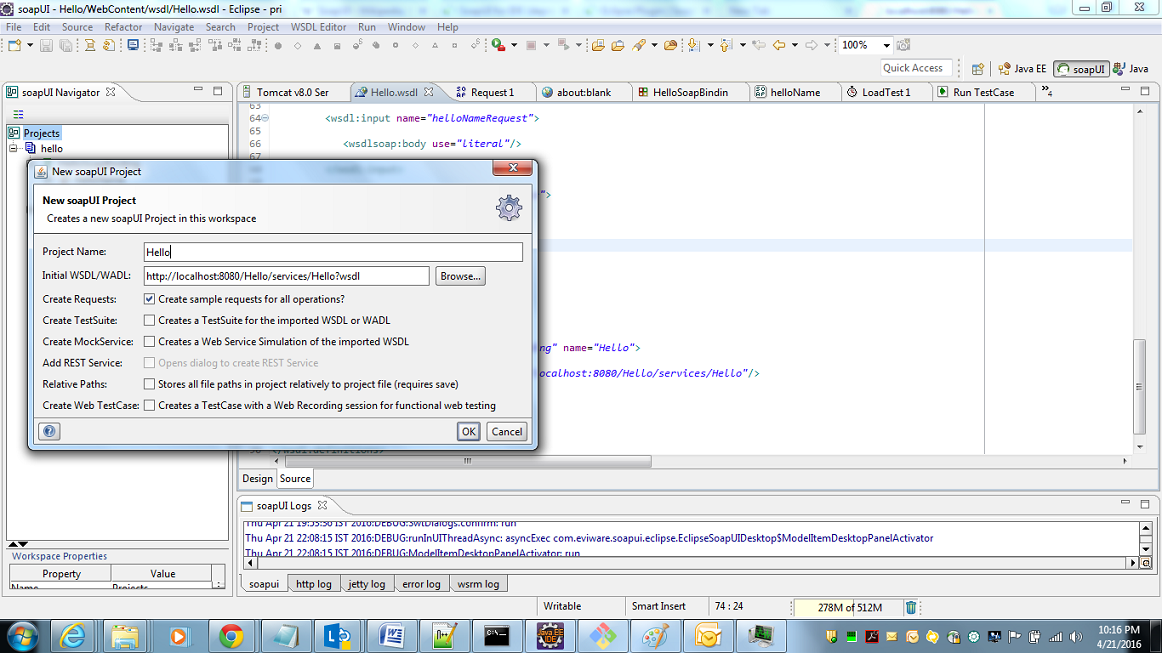 soapUI - Hello/WebContent/wsdl/Hello.wsdl - Eclipse - pri
File Edit Source Refactor Navigate Search Project WSDL Editor Run Window Help
100%
Quick Access
Java EE soapUI Java
soapUI Navigator
Tomcat v8.0 Ser Hello.wsdl Request 1 about:blank HelloSoapBindin helloName LoadTest 1 Run TestCase »4
Projects
hello
63
64 <wsdl:input name="helloNameRequest">
65
66 <wsdlsoap:body use="literal"/>
67
">
ng" name="Hello">
ocalhost:8080/Hello/services/Hello"/>
New soapUI Project
New soapUI Project
Creates a new soapUI Project in this workspace
Project Name: Hello
Initial WSDL/WADL: http://localhost:8080/Hello/services/Hello?wsdl Browse...
Create Requests: Create sample requests for all operations?
Create TestSuite: Creates a TestSuite for the imported WSDL or WADL
Create MockService: Creates a Web Service Simulation of the imported WSDL
Add REST Service: Opens dialog to create REST Service
Relative Paths: Stores all file paths in project relatively to project file (requires save)
Create Web TestCase: Creates a TestCase with a Web Recording session for functional web testing
OK Cancel
Design Source
soapUI Logs
Thu Apr 21 19:53:56 IST 2016:DEBUG:SwtDialogs.confirm: run
Thu Apr 21 22:08:15 IST 2016:DEBUG:runInUIThreadAsync: asyncExec com.eviware.soapui.eclipse.EclipseSoapUIDesktop$ModelItemDesktopPanelActivator
Thu Apr 21 22:08:15 IST 2016:DEBUG:ModelItemDesktopPanelActivator run
soapui http log jetty log error log wsrm log
Workspace Properties
Property Value
Name Projects
Writable Smart Insert 74 : 24 278M of 512M
10:16 PM
4/21/2016